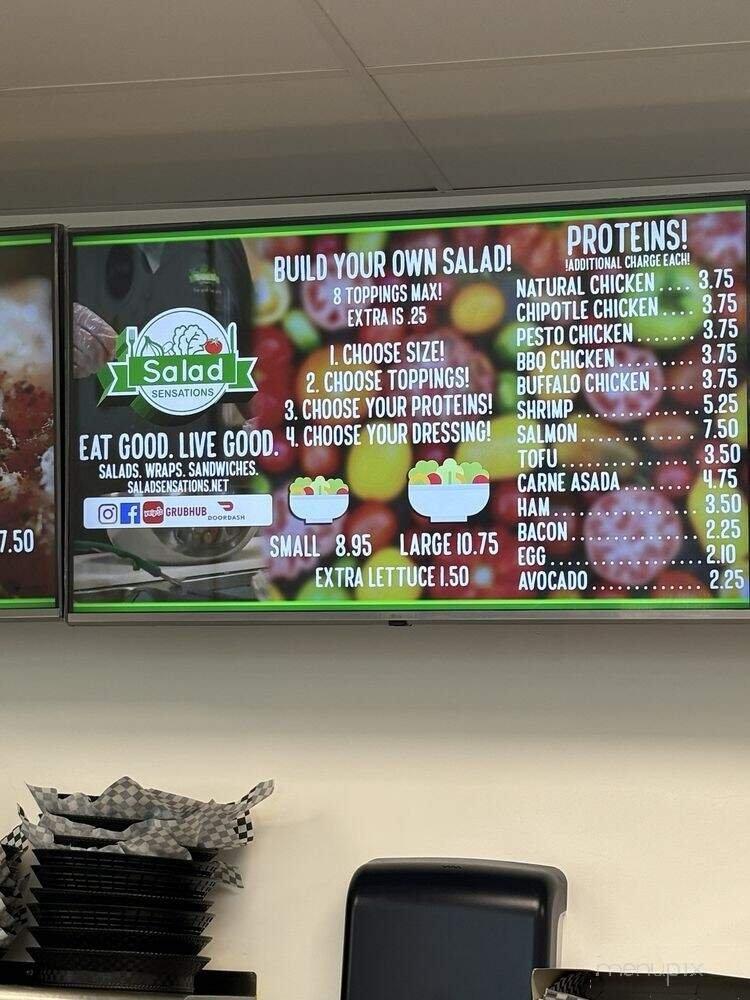 7.50
Salad
SENSATIONS
EAT GOOD. LIVE GOOD.
SALADS. WRAPS. SANDWICHES.
SALADSENSATIONS.NET
GRUBHUB
DOORDASH
BUILD YOUR OWN SALAD!
8 TOPPINGS MAX!
EXTRA IS .25
1. CHOOSE SIZE!
2. CHOOSE TOPPINGS!
3. CHOOSE YOUR PROTEINS!
4. CHOOSE YOUR DRESSING!
SMALL 8.95 LARGE 10.75
EXTRA LETTUCE 1.50
PROTEINS!
!ADDITIONAL CHARGE EACH!
NATURAL CHICKEN .... 3.75
CHIPOTLE CHICKEN .... 3.75
PESTO CHICKEN ....... 3.75
BBQ CHICKEN ......... 3.75
BUFFALO CHICKEN ..... 3.75
SHRIMP .............. 5.25
SALMON .............. 7.50
TOFU ................ 3.50
CARNE ASADA ......... 4.75
HAM ................. 3.50
BACON ............... 2.25
EGG ................. 2.10
AVOCADO ............. 2.25
menupix